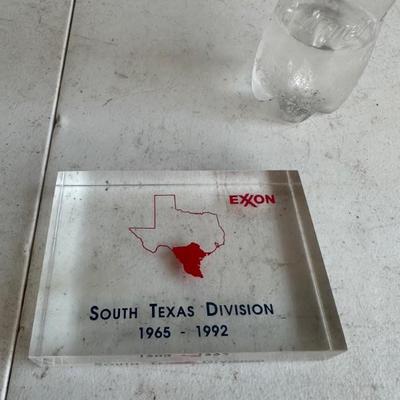 EXXON
SOUTH TEXAS DIVISION
1965 - 1992